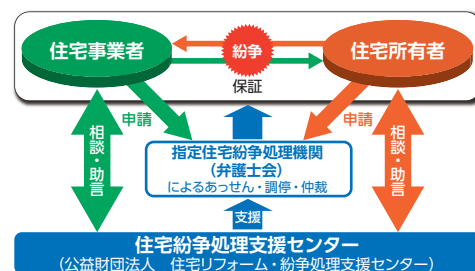 住宅事業者
紛争
住宅所有者
保証
申請
申請
相談・助言
相談・助言
指定住宅紛争処理機関
（弁護士会）
によるあっせん・調停・仲裁
支援
住宅紛争処理支援センター
（公益財団法人　住宅リフォーム・紛争処理支援センター）